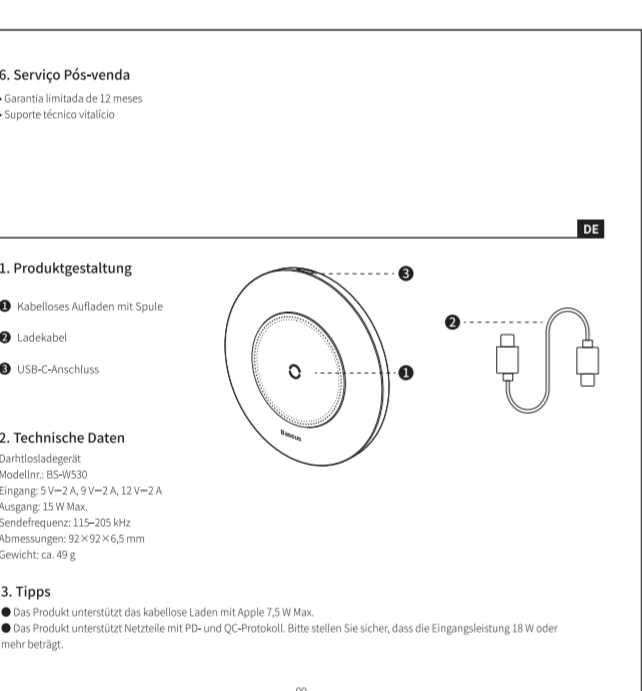 6. Serviço Pós-venda
• Garantia limitada de 12 meses
• Suporte técnico vitalício
DE
1. Produktgestaltung
❶ Kabelloses Aufladen mit Spule
❷ Ladekabel
❸ USB-C-Anschluss
❸
❷
❶
Baseus
2. Technische Daten
Darhtlosladegerät
Modellnr.: BS-W530
Eingang: 5 V⎓2 A, 9 V⎓2 A, 12 V⎓2 A
Ausgang: 15 W Max.
Sendefrequenz: 115–205 kHz
Abmessungen: 92×92×6,5 mm
Gewicht: ca. 49 g
3. Tipps
● Das Produkt unterstützt das kabellose Laden mit Apple 7,5 W Max.
● Das Produkt unterstützt Netzteile mit PD- und QC-Protokoll. Bitte stellen Sie sicher, dass die Eingangsleistung 18 W oder
mehr beträgt.